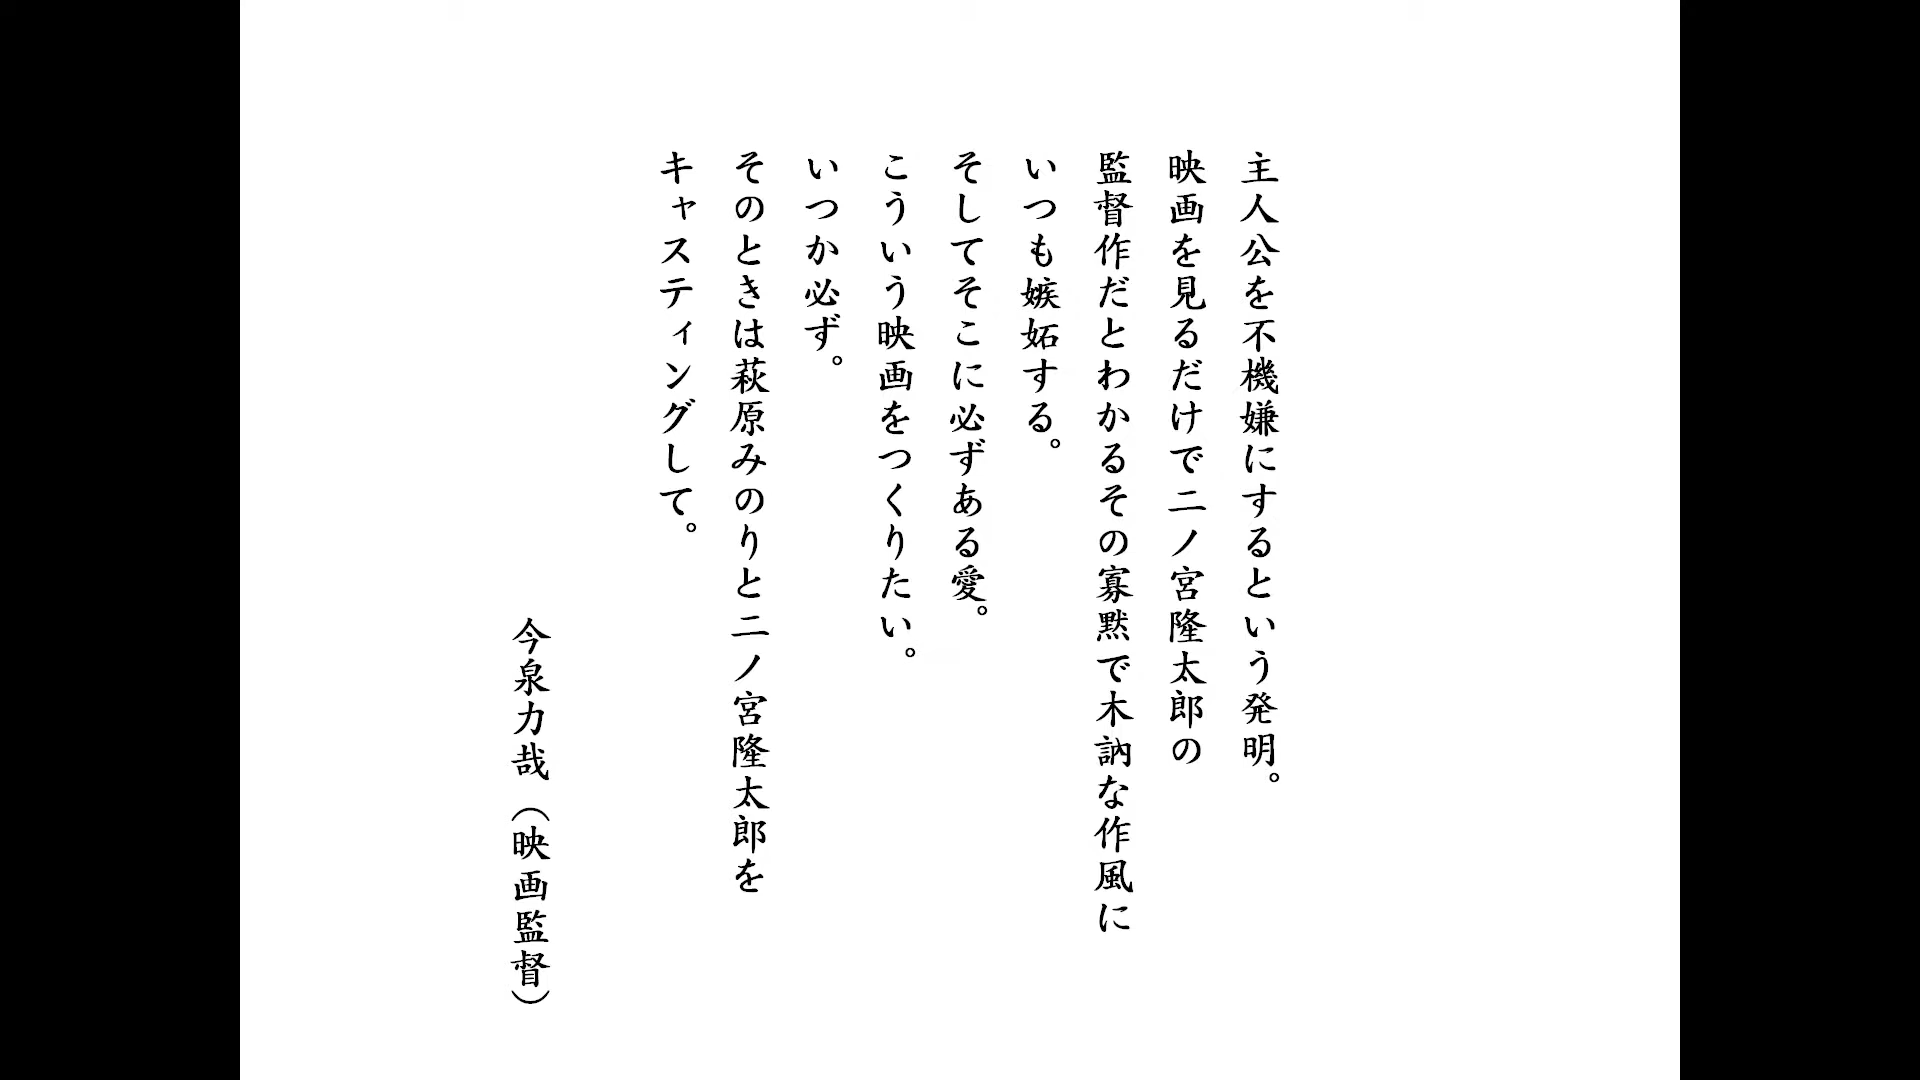 主人公を不機嫌にするという発明。
映画を見るだけで二ノ宮隆太郎の
監督作だとわかるその寡黙で木訥な作風に
いつも嫉妬する。
そしてそこに必ずある愛。
こういう映画をつくりたい。
いつか必ず。
そのときは萩原みのりと二ノ宮隆太郎を
キャスティングして。
今泉力哉（映画監督）